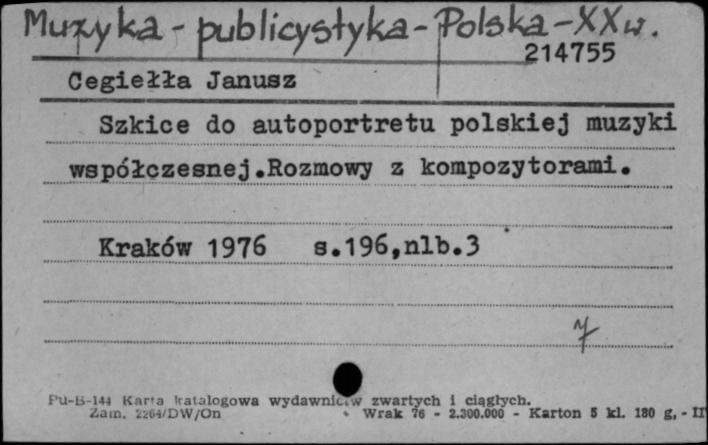 Muzyka - publicystyka - Polska - XX w.
214755
Cegiełła Janusz
Szkice do autoportretu polskiej muzyki
współczesnej.Rozmowy z kompozytorami.
Kraków 1976 s.196,nlb.3
Pu-B-144 Karta katalogowa wydawnictw zwartych i ciągłych.
Zam. 2264/DW/On Wrak 76 - 2.300.000 - Karton 5 kl. 180 g, - II